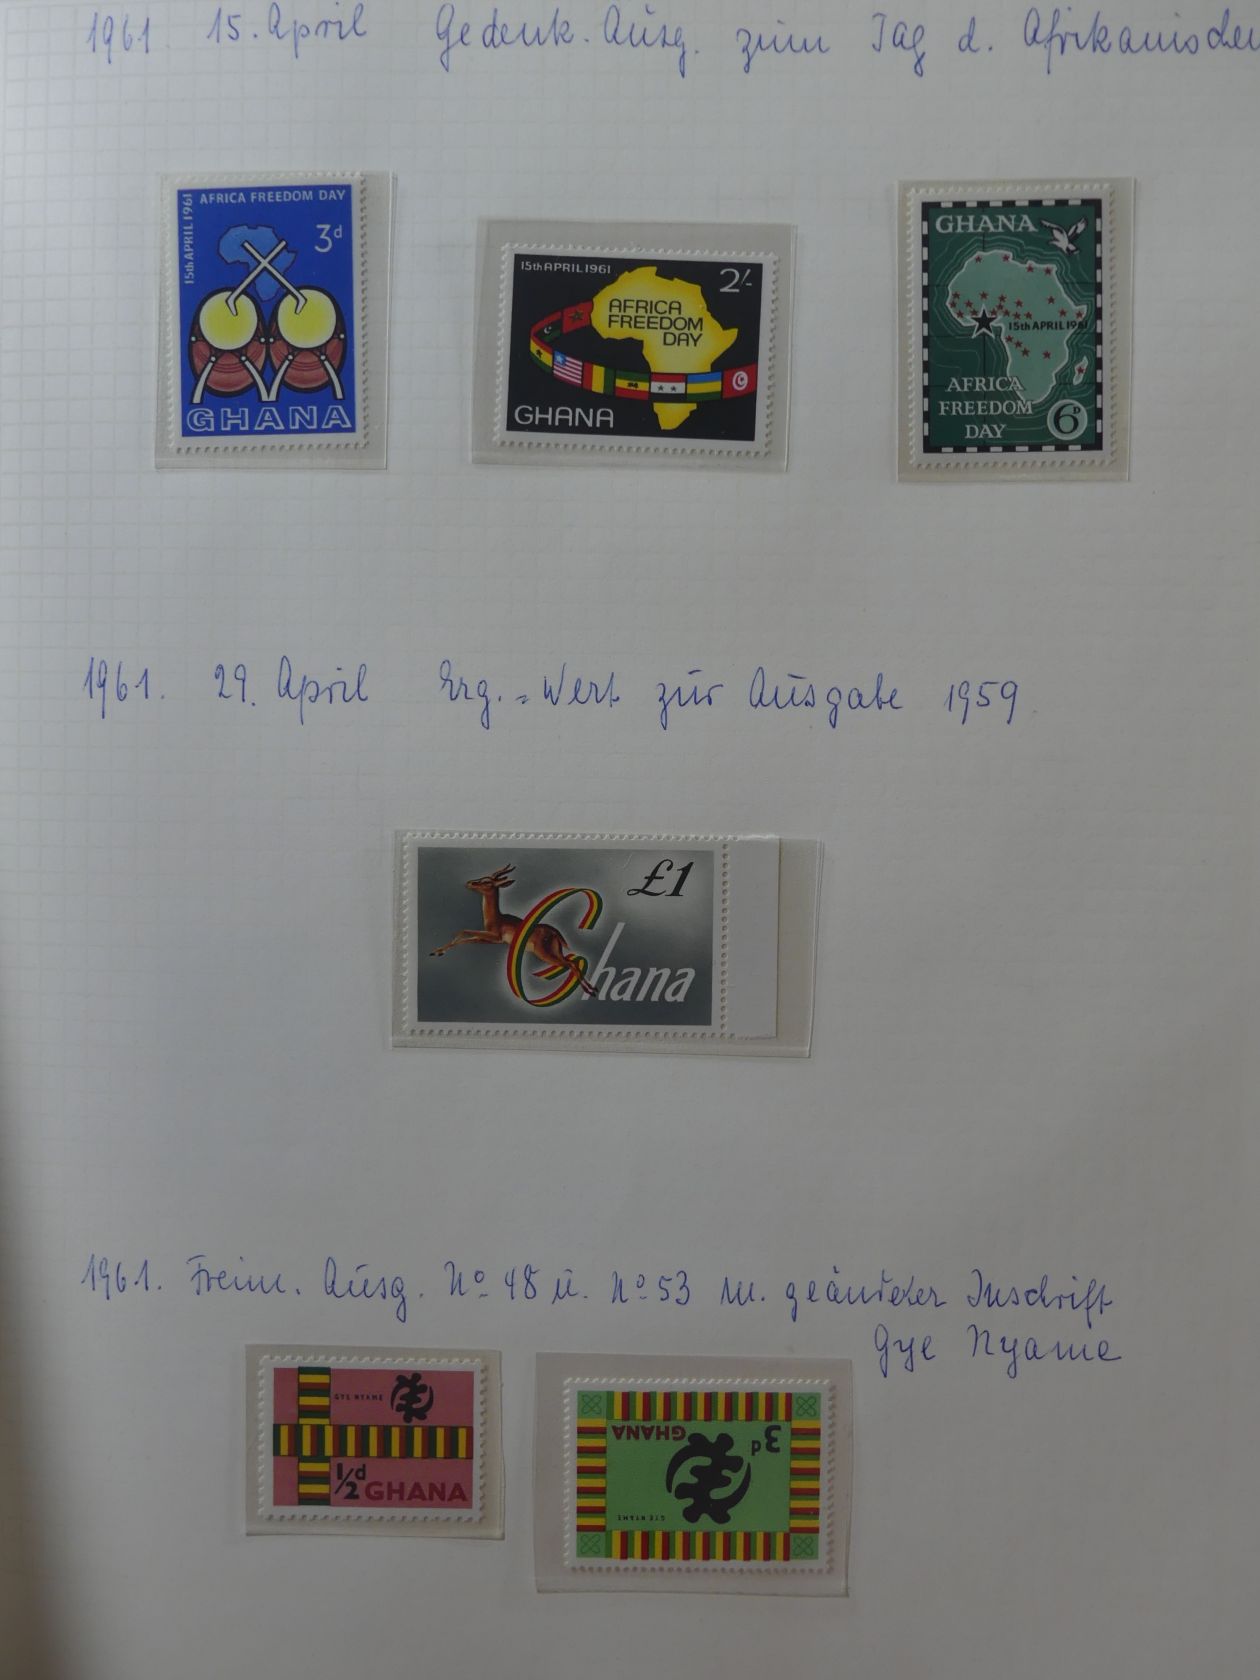 1961. 15. April Gedenk. Ausg. zum Tag d. Afrikanischen
15th APRIL 1961
AFRICA FREEDOM DAY
3d
GHANA
15th APRIL 1961
2/-
AFRICA
FREEDOM
DAY
GHANA
GHANA
15th APRIL 1961
AFRICA
FREEDOM
DAY
6D
1961. 29. April Erg.=Wert zur Ausgabe 1959.
£1
Ghana
1961. Freim. Ausg. No 48 u. No 53 m. geänderter Inschrift
Gye Nyame
GYE NYAME
1/2d GHANA
GHANA
3d
GYE NYAME